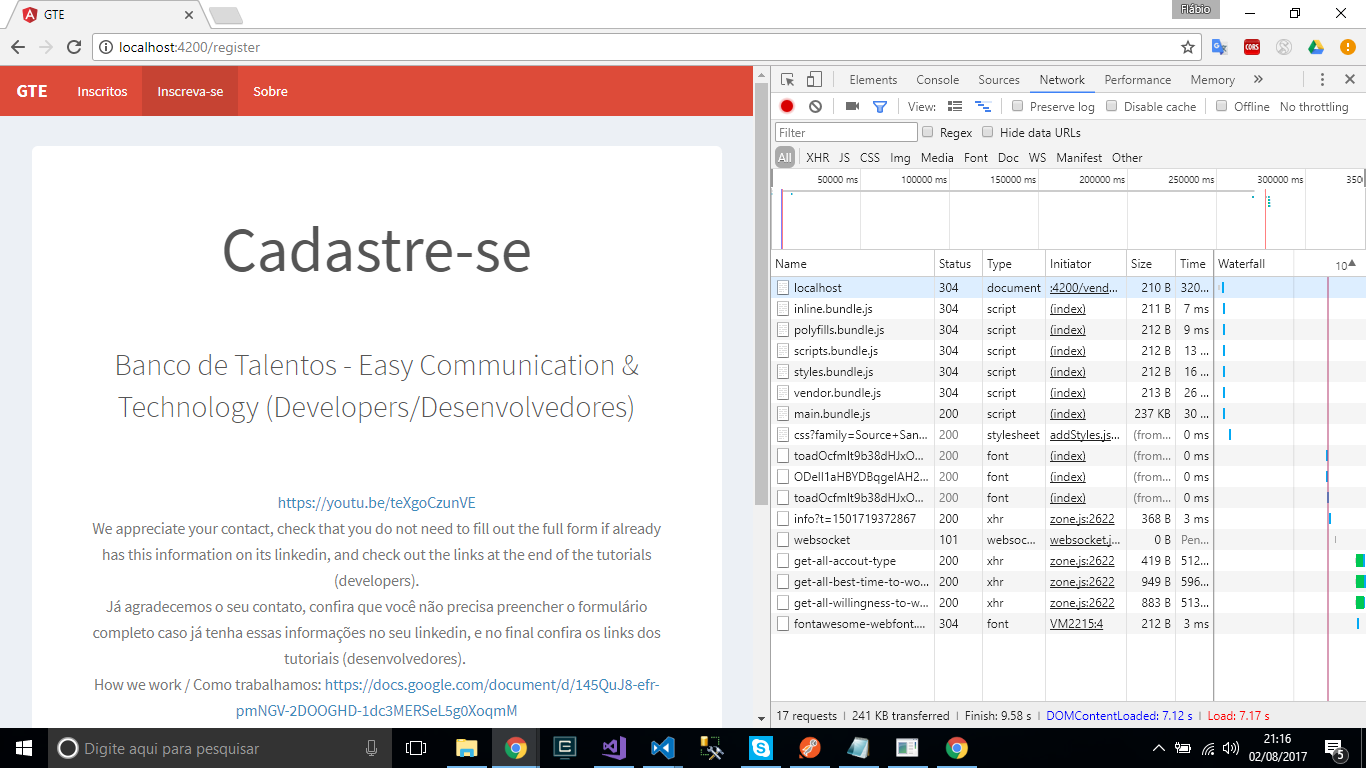 GTE
Flábio
localhost:4200/register
CORS
GTE Inscritos Inscreva-se Sobre
Cadastre-se
Banco de Talentos - Easy Communication &
Technology (Developers/Desenvolvedores)
https://youtu.be/teXgoCzunVE
We appreciate your contact, check that you do not need to fill out the full form if already
has this information on its linkedin, and check out the links at the end of the tutorials
(developers).
Já agradecemos o seu contato, confira que você não precisa preencher o formulário
completo caso já tenha essas informações no seu linkedin, e no final confira os links dos
tutoriais (desenvolvedores).
How we work / Como trabalhamos: https://docs.google.com/document/d/145QuJ8-efr-
pmNGV-2DOOGHD-1dc3MERSeL5g0XoqmM
Elements Console Sources Network Performance Memory
View: Preserve log Disable cache Offline No throttling
Filter Regex Hide data URLs
All XHR JS CSS Img Media Font Doc WS Manifest Other
50000 ms 100000 ms 150000 ms 200000 ms 250000 ms 300000 ms 350
Name Status Type Initiator Size Time Waterfall 10
localhost 304 document :4200/vend... 210 B 320...
inline.bundle.js 304 script (index) 211 B 7 ms
polyfills.bundle.js 304 script (index) 212 B 9 ms
scripts.bundle.js 304 script (index) 212 B 13 ...
styles.bundle.js 304 script (index) 212 B 16 ...
vendor.bundle.js 304 script (index) 213 B 26 ...
main.bundle.js 200 script (index) 237 KB 30 ...
css?family=Source+San... 200 stylesheet addStyles.js... (from... 0 ms
toadOcfmlt9b38dHJxO... 200 font (index) (from... 0 ms
ODelI1aHBYDBqgeIAH2... 200 font (index) (from... 0 ms
toadOcfmlt9b38dHJxO... 200 font (index) (from... 0 ms
info?t=1501719372867 200 xhr zone.js:2622 368 B 3 ms
websocket 101 websoc... websocket.j... 0 B Pen...
get-all-accout-type 200 xhr zone.js:2622 419 B 512...
get-all-best-time-to-wo... 200 xhr zone.js:2622 949 B 596...
get-all-willingness-to-w... 200 xhr zone.js:2622 883 B 513...
fontawesome-webfont.... 304 font VM2215:4 212 B 3 ms
17 requests | 241 KB transferred | Finish: 9.58 s | DOMContentLoaded: 7.12 s | Load: 7.17 s
Digite aqui para pesquisar
21:16
02/08/2017
5